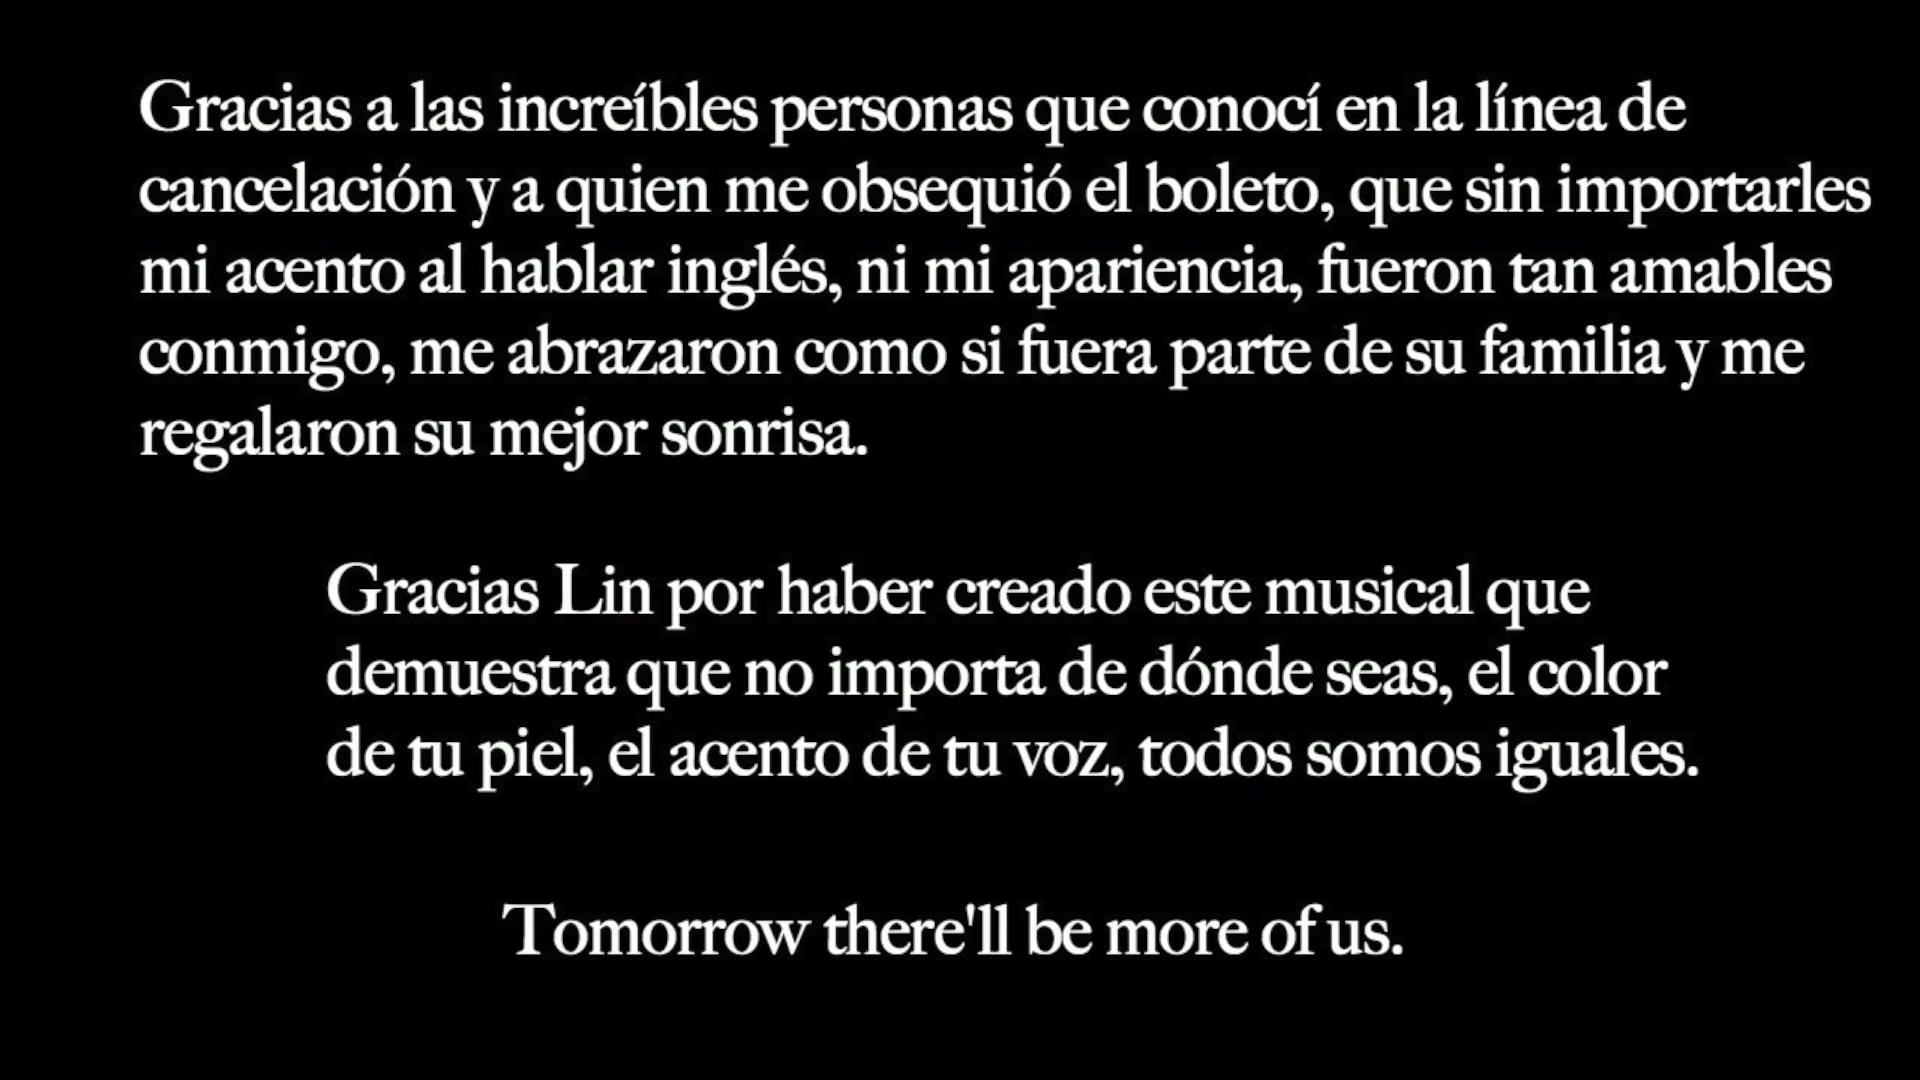 Gracias a las increíbles personas que conocí en la línea de
cancelación y a quien me obsequió el boleto, que sin importarles
mi acento al hablar inglés, ni mi apariencia, fueron tan amables
conmigo, me abrazaron como si fuera parte de su familia y me
regalaron su mejor sonrisa.
Gracias Lin por haber creado este musical que
demuestra que no importa de dónde seas, el color
de tu piel, el acento de tu voz, todos somos iguales.
Tomorrow there'll be more of us.